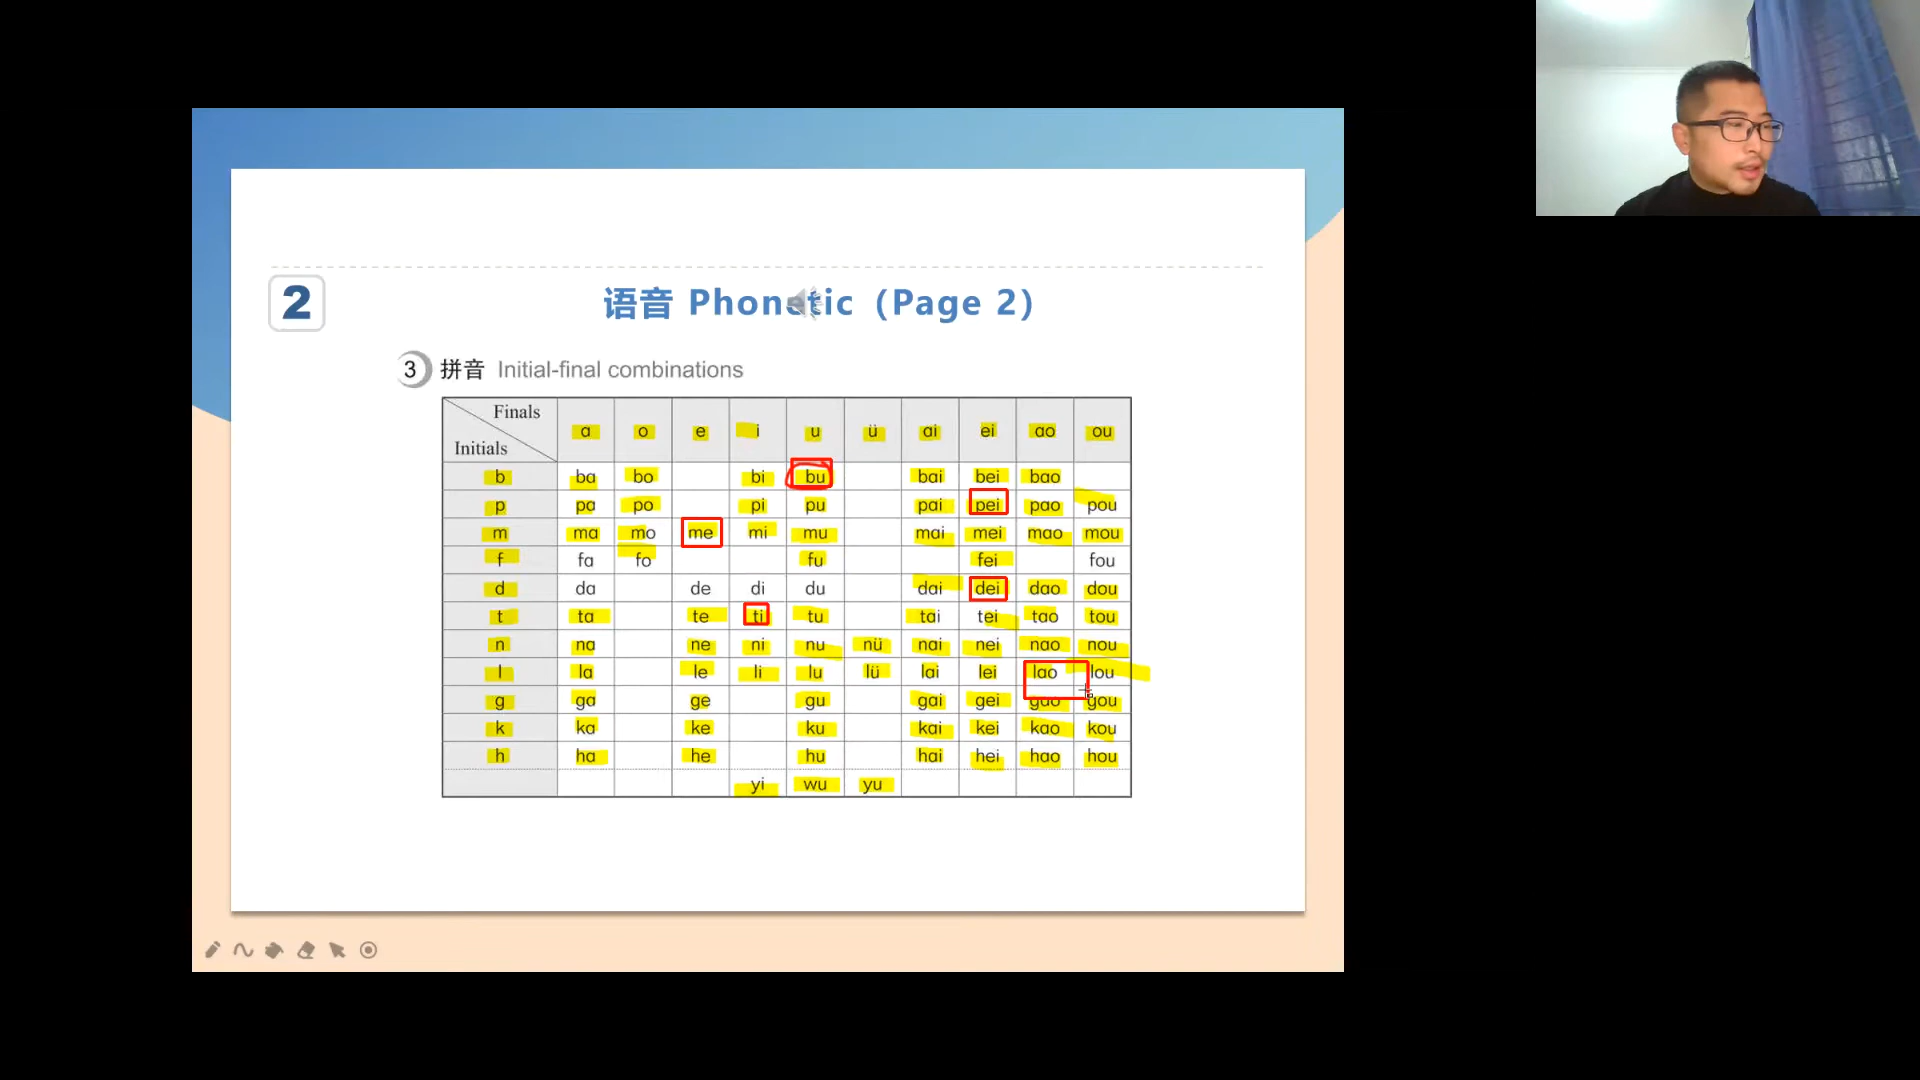 2
语音 Phonetic (Page 2)
3 拼音 Initial-final combinations
Finals
Initials
a o e i u ü ai ei ao ou
b ba bo bi bu bai bei bao
p pa po pi pu pai pei pao pou
m ma mo me mi mu mai mei mao mou
f fa fo fu fei fou
d da de di du dai dei dao dou
t ta te ti tu tai tei tao tou
n na ne ni nu nü nai nei nao nou
l la le li lu lü lai lei lao lou
g ga ge gu gai gei gao gou
k ka ke ku kai kei kao kou
h ha he hu hai hei hao hou
yi wu yu